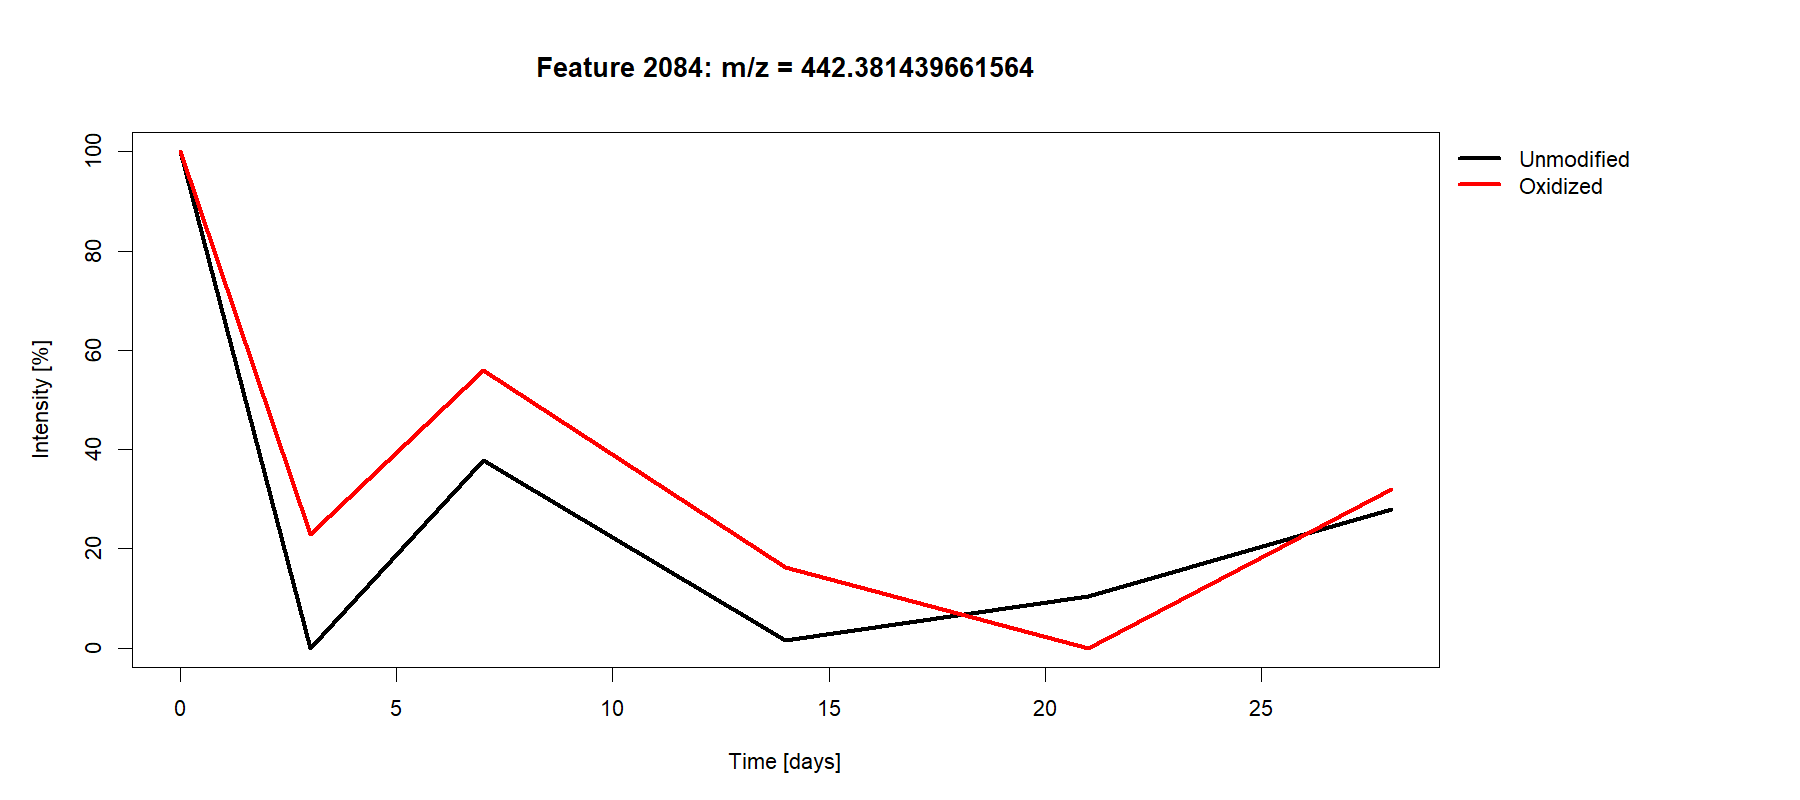 Feature 2084: m/z = 442.381439661564
Unmodified
Oxidized
Intensity [%]
100
80
60
40
20
0
0 5 10 15 20 25
Time [days]